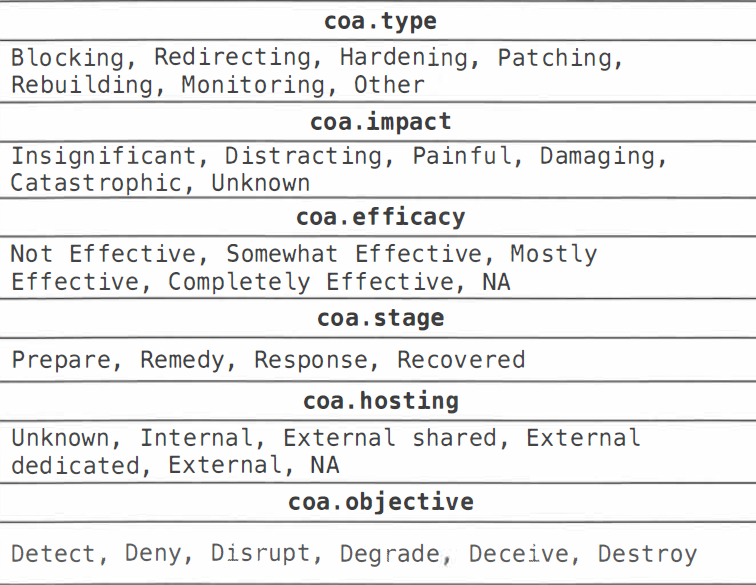 coa.type
Blocking, Redirecting, Hardening, Patching,
Rebuilding, Monitoring, Other
coa.impact
Insignificant, Distracting, Painful, Damaging,
Catastrophic, Unknown
coa.efficacy
Not Effective, Somewhat Effective, Mostly
Effective, Completely Effective, NA
coa.stage
Prepare, Remedy, Response, Recovered
coa.hosting
Unknown, Internal, External shared, External
dedicated, External, NA
coa.objective
Detect, Deny, Disrupt, Degrade, Deceive, Destroy